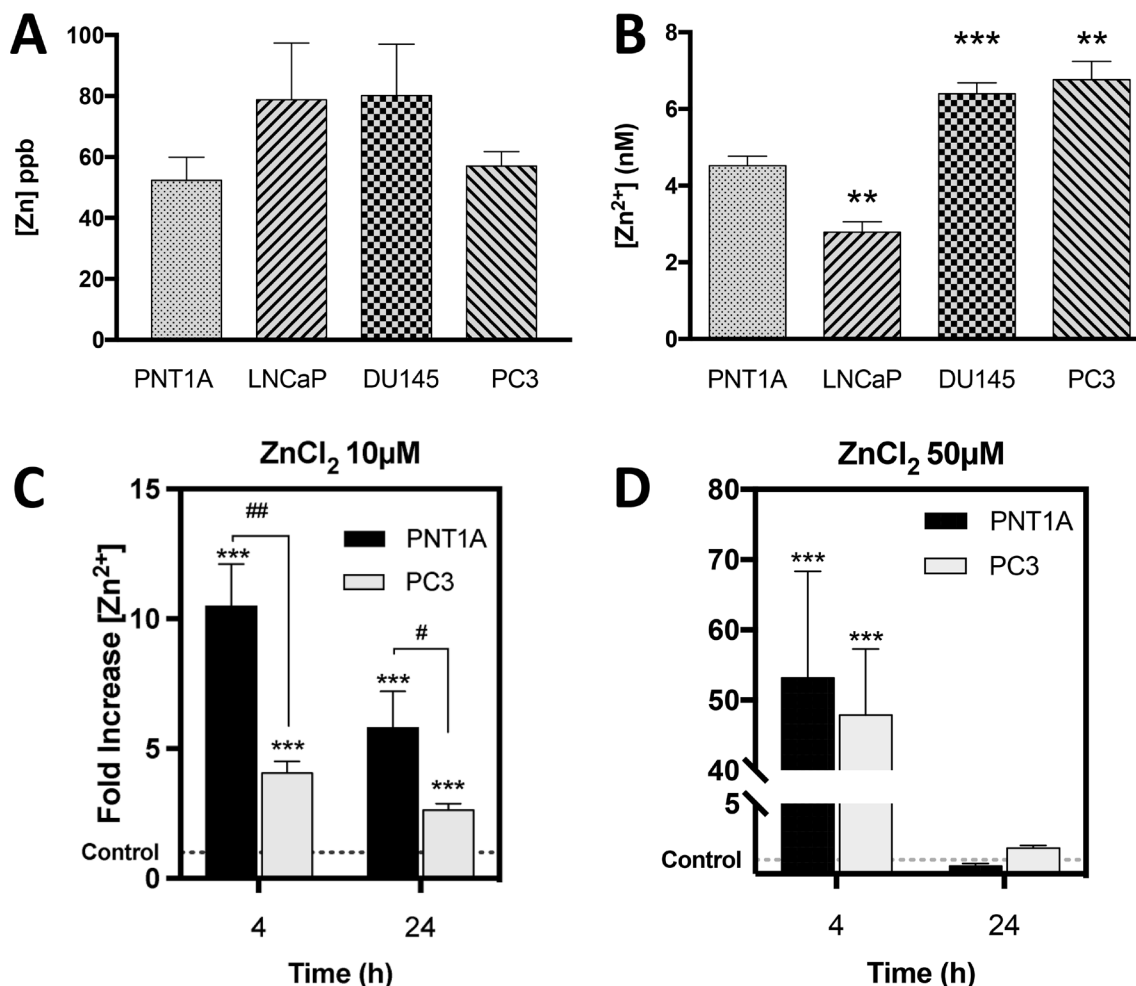 A
[Zn] ppb
100
80
60
40
20
0
PNT1A LNCaP DU145 PC3
B
[Zn²⁺] (nM)
8
6
4
2
0
** *** **
PNT1A LNCaP DU145 PC3
C
ZnCl₂ 10µM
Fold Increase [Zn²⁺]
15
10
5
0
Control
PNT1A
PC3
##
***
***
#
***
***
4 24
Time (h)
D
ZnCl₂ 50µM
80
70
60
50
40
5
Control
PNT1A
PC3
***
***
4 24
Time (h)